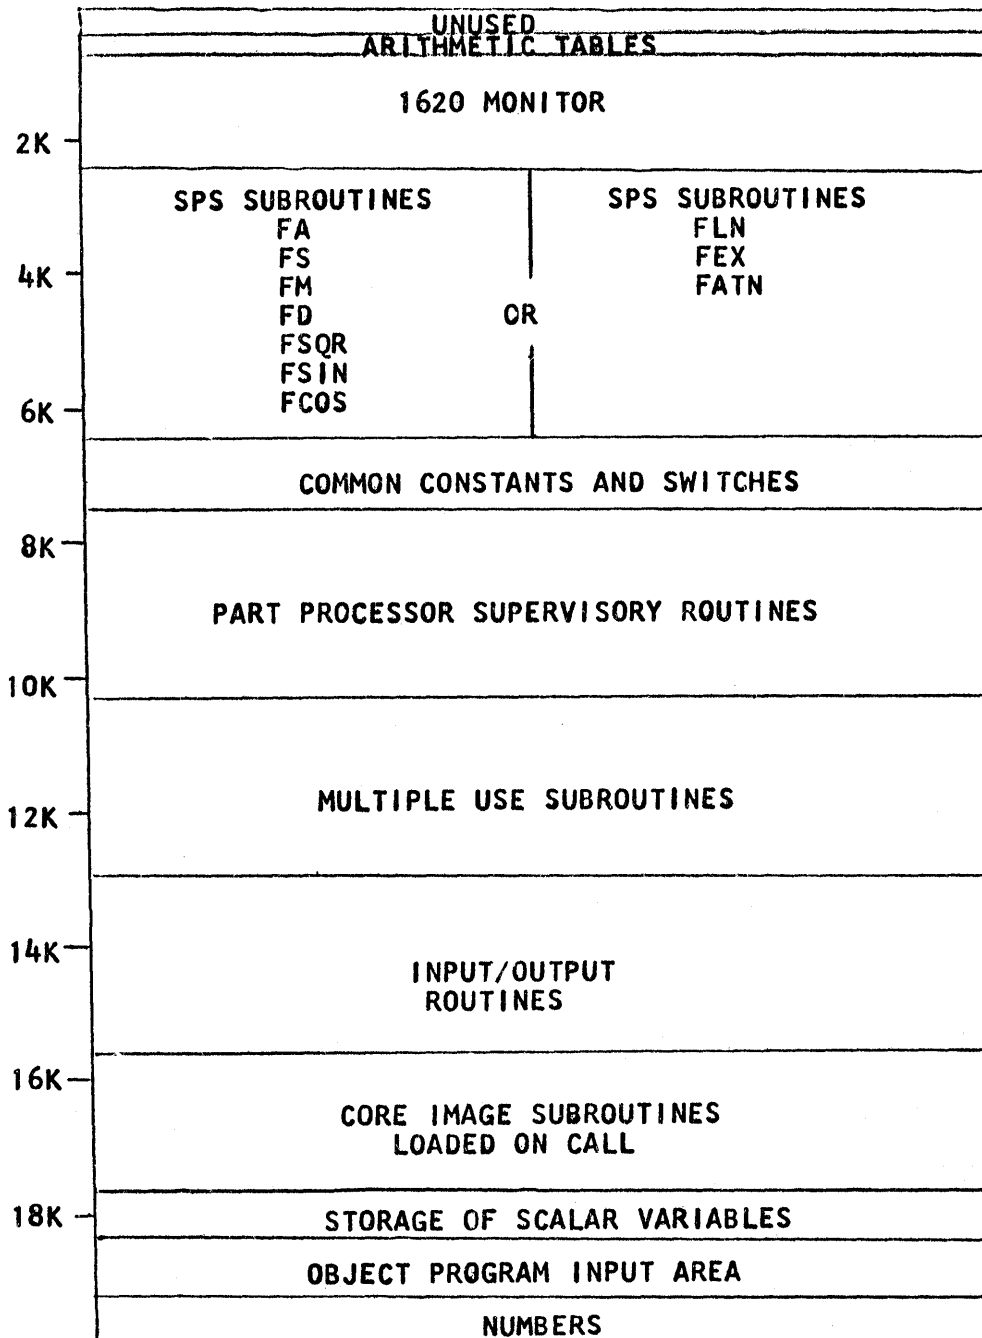 UNUSED
ARITHMETIC TABLES
1620 MONITOR
2K
SPS SUBROUTINES
FA
FS
FM
FD
FSQR
FSIN
FCOS
OR
SPS SUBROUTINES
FLN
FEX
FATN
4K
6K
COMMON CONSTANTS AND SWITCHES
8K
PART PROCESSOR SUPERVISORY ROUTINES
10K
MULTIPLE USE SUBROUTINES
12K
14K
INPUT/OUTPUT
ROUTINES
16K
CORE IMAGE SUBROUTINES
LOADED ON CALL
18K
STORAGE OF SCALAR VARIABLES
OBJECT PROGRAM INPUT AREA
NUMBERS